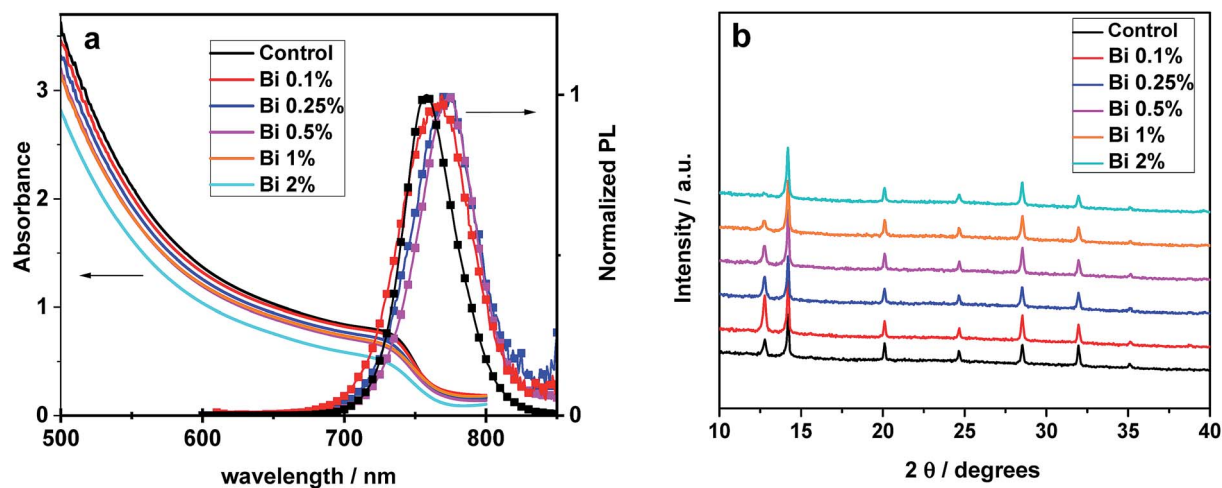 a
Control
Bi 0.1%
Bi 0.25%
Bi 0.5%
Bi 1%
Bi 2%
Absorbance
0
1
2
3
500
600
700
800
wavelength / nm
0
1
Normalized PL
b
Control
Bi 0.1%
Bi 0.25%
Bi 0.5%
Bi 1%
Bi 2%
Intensity / a.u.
10
15
20
25
30
35
40
2 θ / degrees